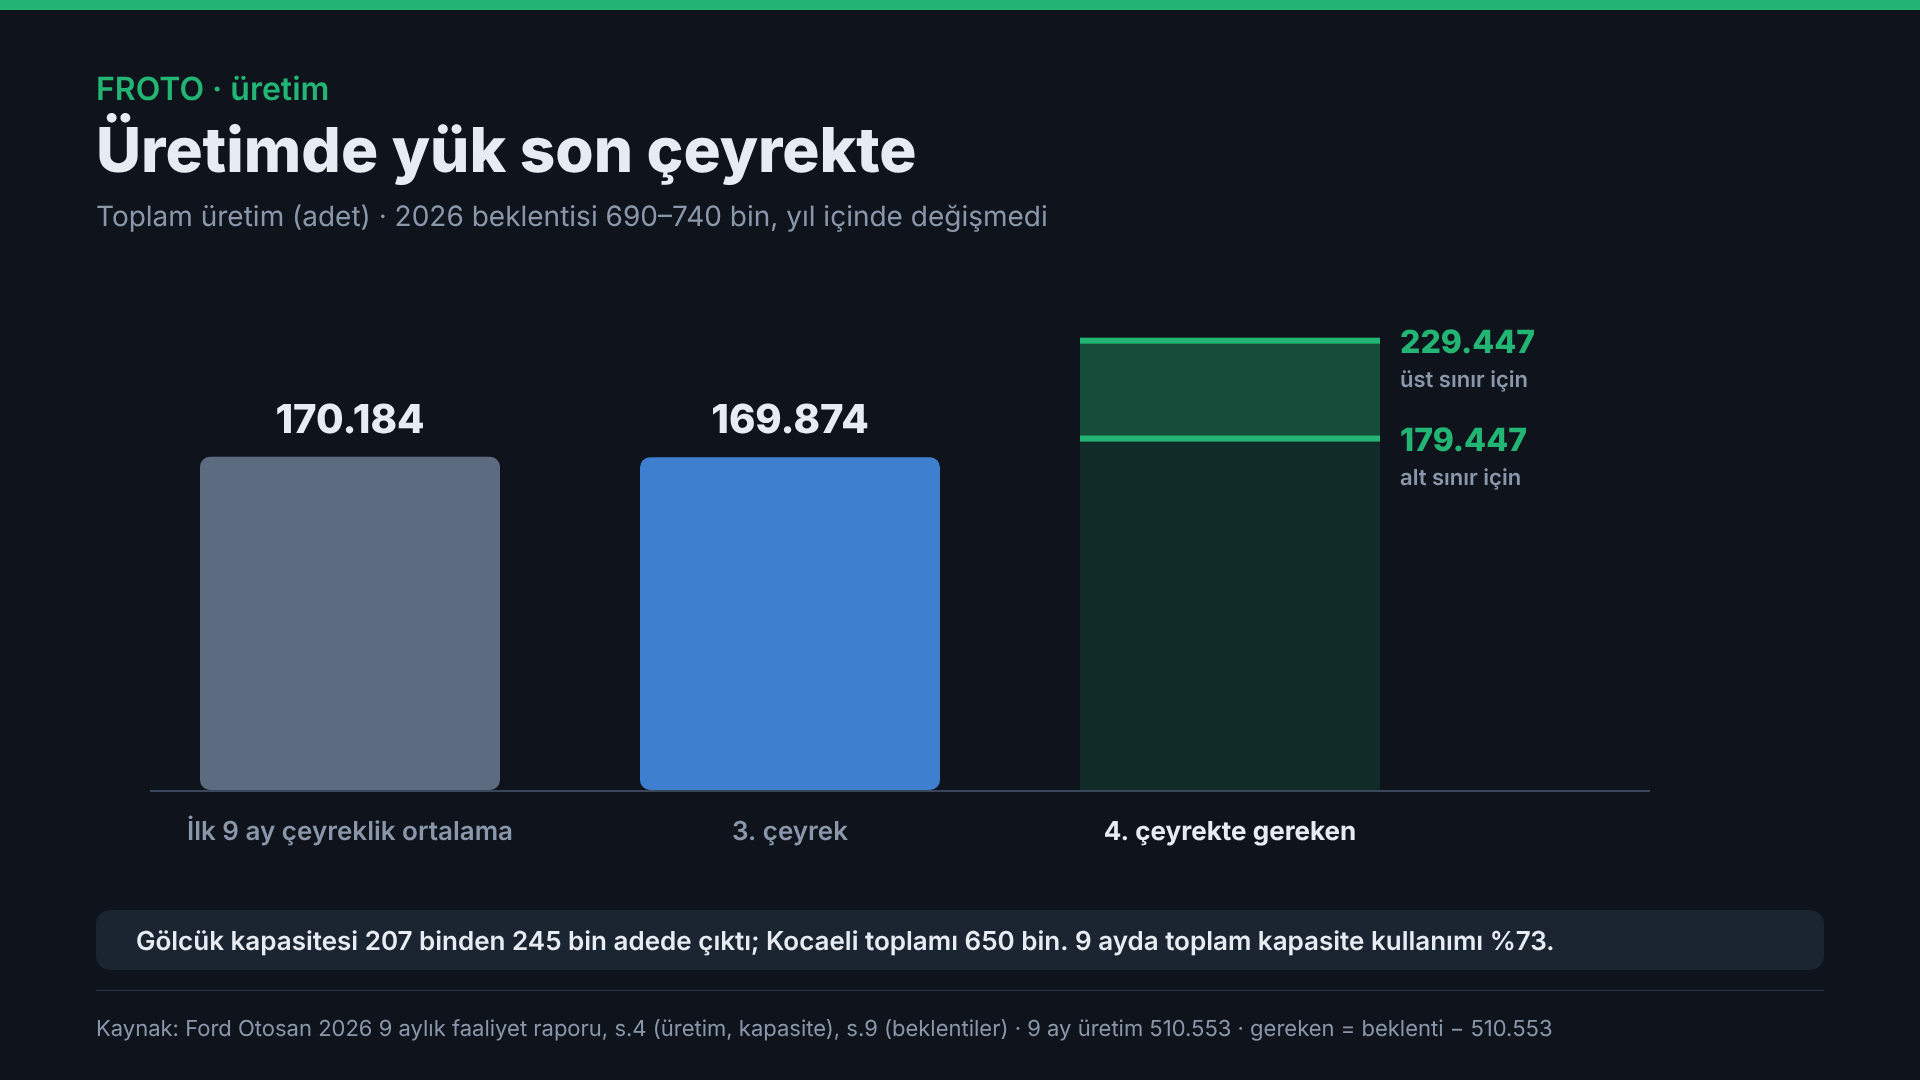 FROTO · üretim
Üretimde yük son çeyrekte
Toplam üretim (adet) · 2026 beklentisi 690–740 bin, yıl içinde değişmedi
229.447
üst sınır için
170.184
169.874
179.447
alt sınır için
İlk 9 ay çeyreklik ortalama
3. çeyrek
4. çeyrekte gereken
Gölcük kapasitesi 207 binden 245 bin adede çıktı; Kocaeli toplamı 650 bin. 9 ayda toplam kapasite kullanımı %73.
Kaynak: Ford Otosan 2026 9 aylık faaliyet raporu, s.4 (üretim, kapasite), s.9 (beklentiler) · 9 ay üretim 510.553 · gereken = beklenti − 510.553